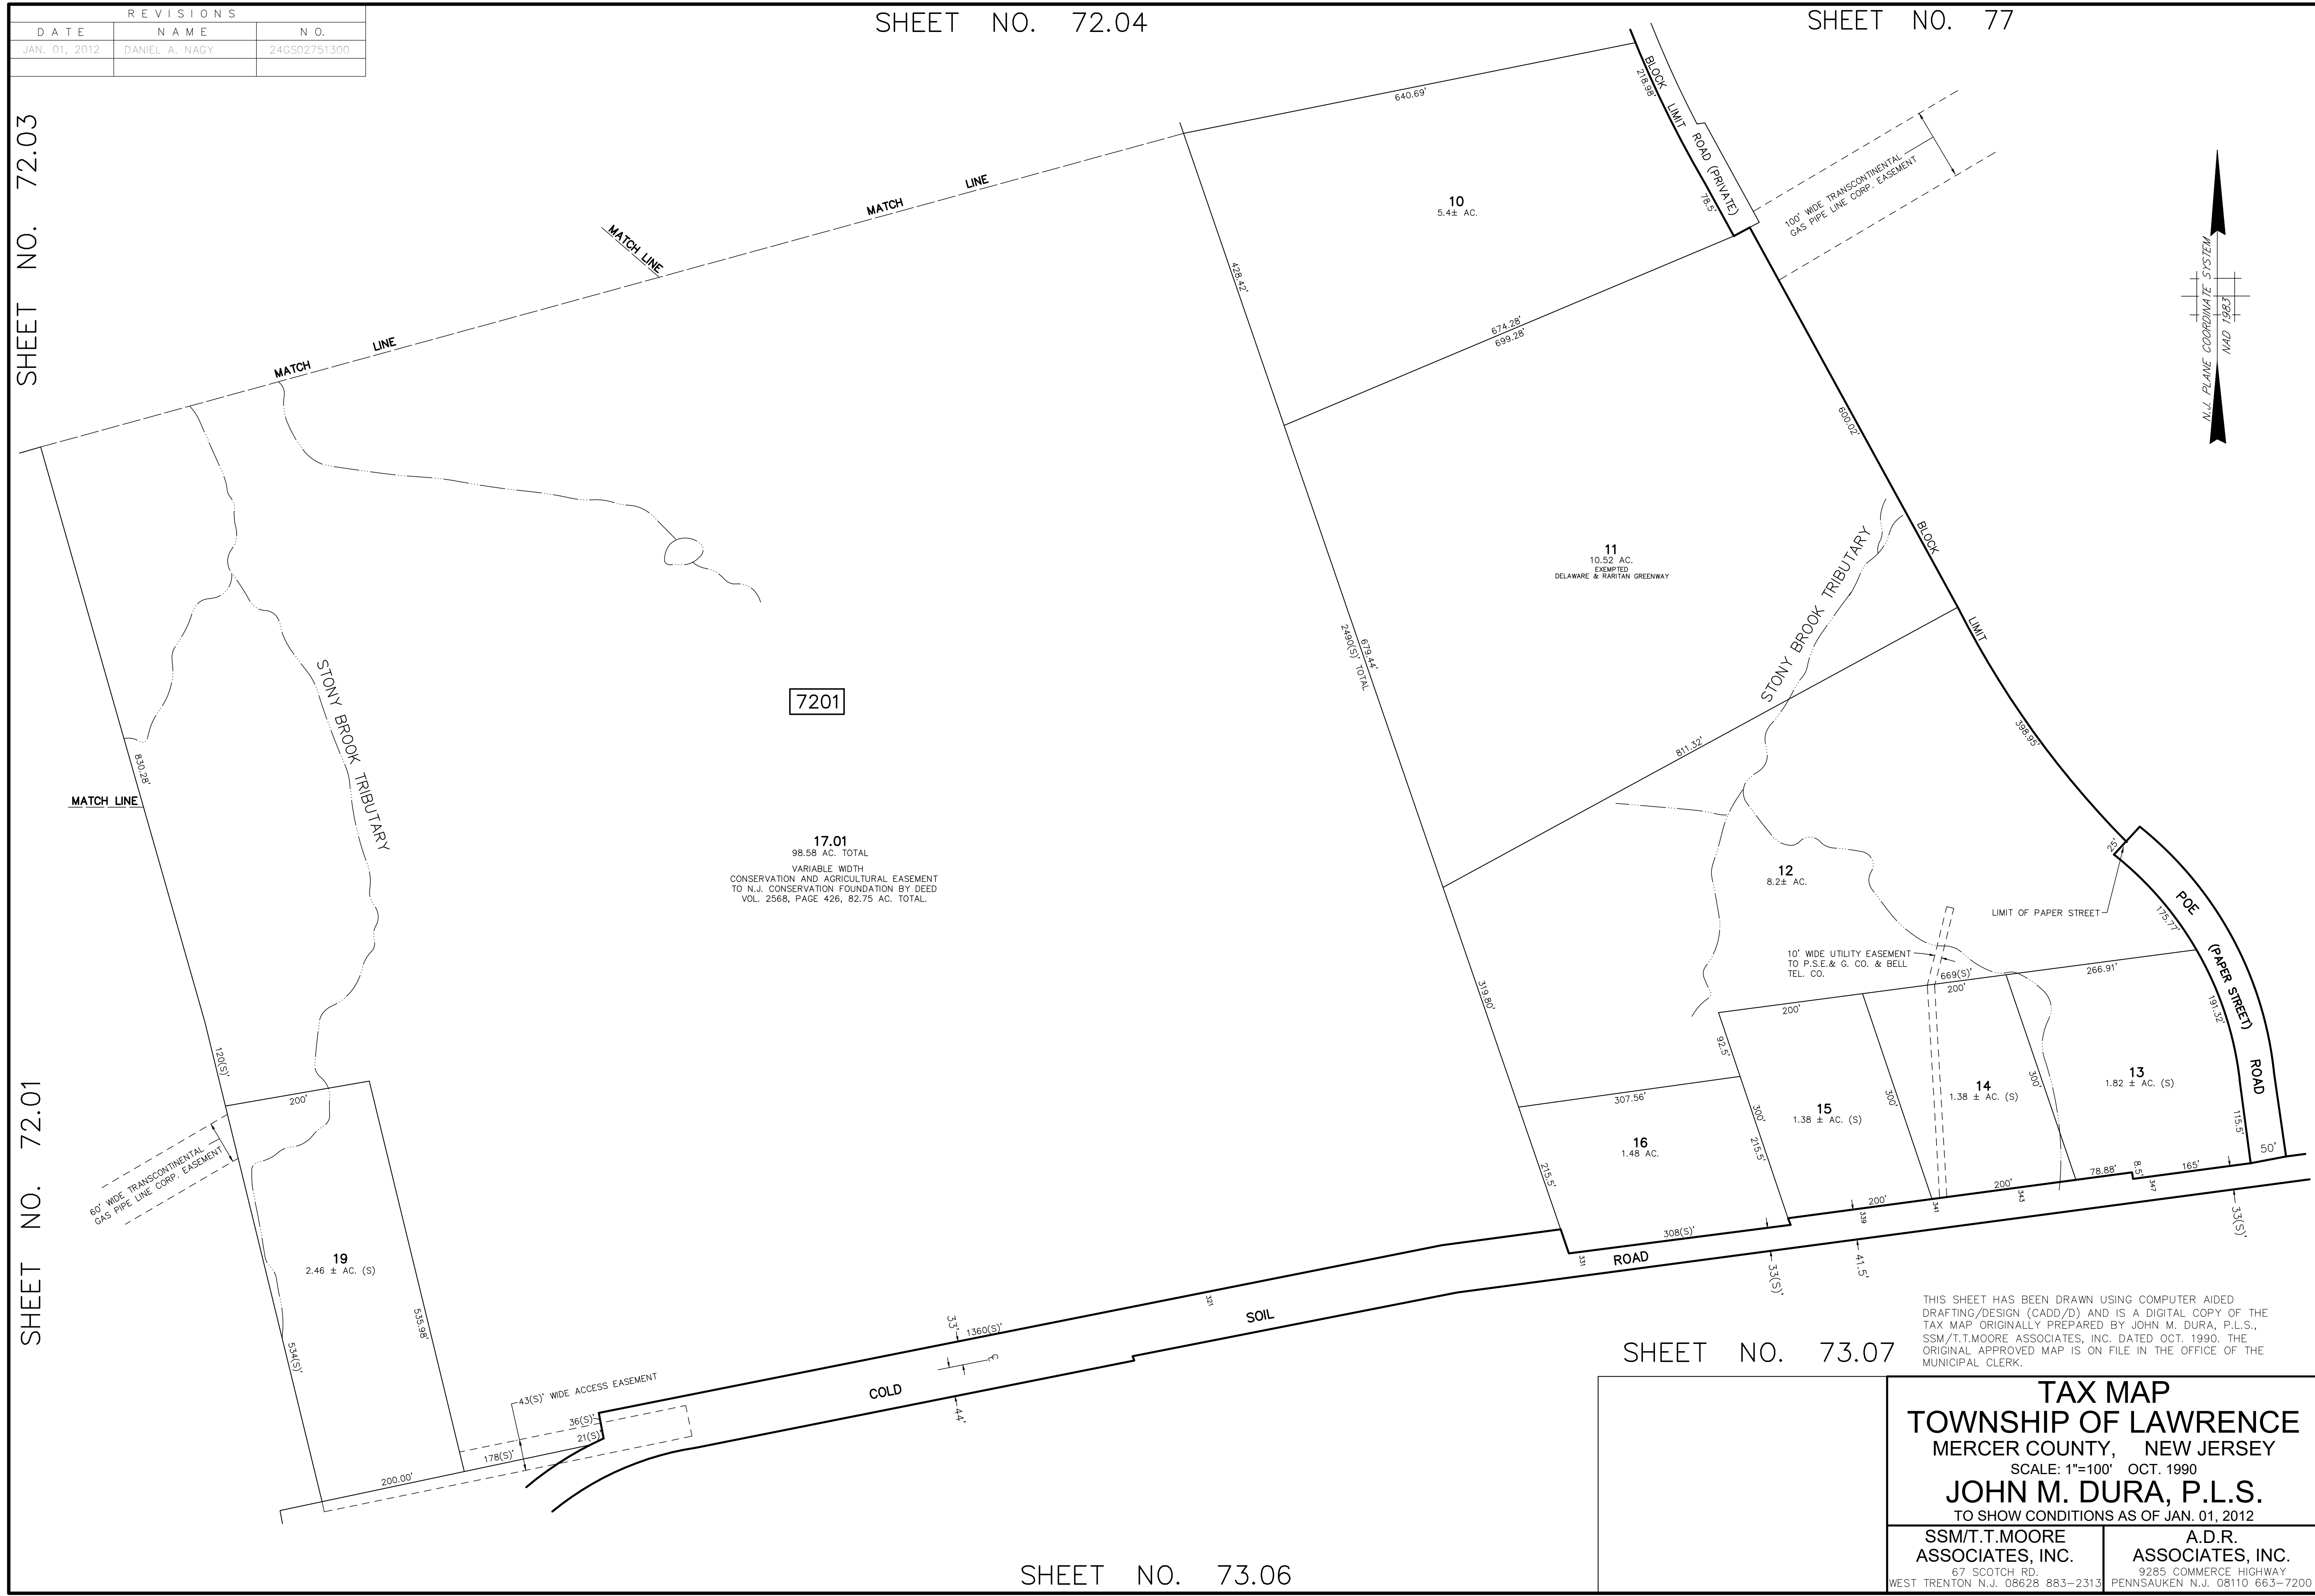 REVISIONS
DATE NAME NO.
JAN. 01, 2012 DANIEL A. NAGY 24GS02751300
SHEET NO. 72.04
SHEET NO. 77
SHEET NO. 72.03
SHEET NO. 72.01
MATCH LINE
MATCH LINE
MATCH LINE
MATCH LINE
640.69'
218.98'
BLOCK LIMIT
ROAD (PRIVATE)
78.5'
100' WIDE TRANSCONTINENTAL
GAS PIPE LINE CORP. EASEMENT
N.J. PLANE COORDINATE SYSTEM
NAD 1983
10
5.4± AC.
428.42'
674.28'
699.28'
600.02'
BLOCK LIMIT
11
10.52 AC.
EXEMPTED
DELAWARE & RARITAN GREENWAY
STONY BROOK TRIBUTARY
679.44'
2490(S)' TOTAL
811.32'
398.95'
7201
STONY BROOK TRIBUTARY
830.28'
17.01
98.58 AC. TOTAL
VARIABLE WIDTH
CONSERVATION AND AGRICULTURAL EASEMENT
TO N.J. CONSERVATION FOUNDATION BY DEED
VOL. 2568, PAGE 426, 82.75 AC. TOTAL.
12
8.2± AC.
25'
LIMIT OF PAPER STREET
POE
(PAPER STREET)
ROAD
175.77'
191.32'
115.5'
50'
10' WIDE UTILITY EASEMENT
TO P.S.E.& G. CO. & BELL
TEL. CO.
669(S)'
266.91'
200'
200'
319.80'
92.5'
307.56'
300'
215.5'
300'
300'
13
1.82 ± AC. (S)
14
1.38 ± AC. (S)
15
1.38 ± AC. (S)
16
1.48 AC.
215.5'
120(S)'
200'
60' WIDE TRANSCONTINENTAL
GAS PIPE LINE CORP. EASEMENT
19
2.46 ± AC. (S)
535.98'
534(S)'
78.88'
8.5'
165'
347
200'
343
200'
341
339
308(S)'
331
33(S)'
41.5'
33(S)'
COLD SOIL ROAD
321
33'
1360(S)'
44'
43(S)' WIDE ACCESS EASEMENT
36(S)'
21(S)'
178(S)'
200.00'
SHEET NO. 73.07
SHEET NO. 73.06
THIS SHEET HAS BEEN DRAWN USING COMPUTER AIDED
DRAFTING/DESIGN (CADD/D) AND IS A DIGITAL COPY OF THE
TAX MAP ORIGINALLY PREPARED BY JOHN M. DURA, P.L.S.,
SSM/T.T.MOORE ASSOCIATES, INC. DATED OCT. 1990. THE
ORIGINAL APPROVED MAP IS ON FILE IN THE OFFICE OF THE
MUNICIPAL CLERK.
TAX MAP
TOWNSHIP OF LAWRENCE
MERCER COUNTY, NEW JERSEY
SCALE: 1"=100' OCT. 1990
JOHN M. DURA, P.L.S.
TO SHOW CONDITIONS AS OF JAN. 01, 2012
SSM/T.T.MOORE
ASSOCIATES, INC.
67 SCOTCH RD.
WEST TRENTON N.J. 08628 883-2313
A.D.R.
ASSOCIATES, INC.
9285 COMMERCE HIGHWAY
PENNSAUKEN N.J. 08110 663-7200